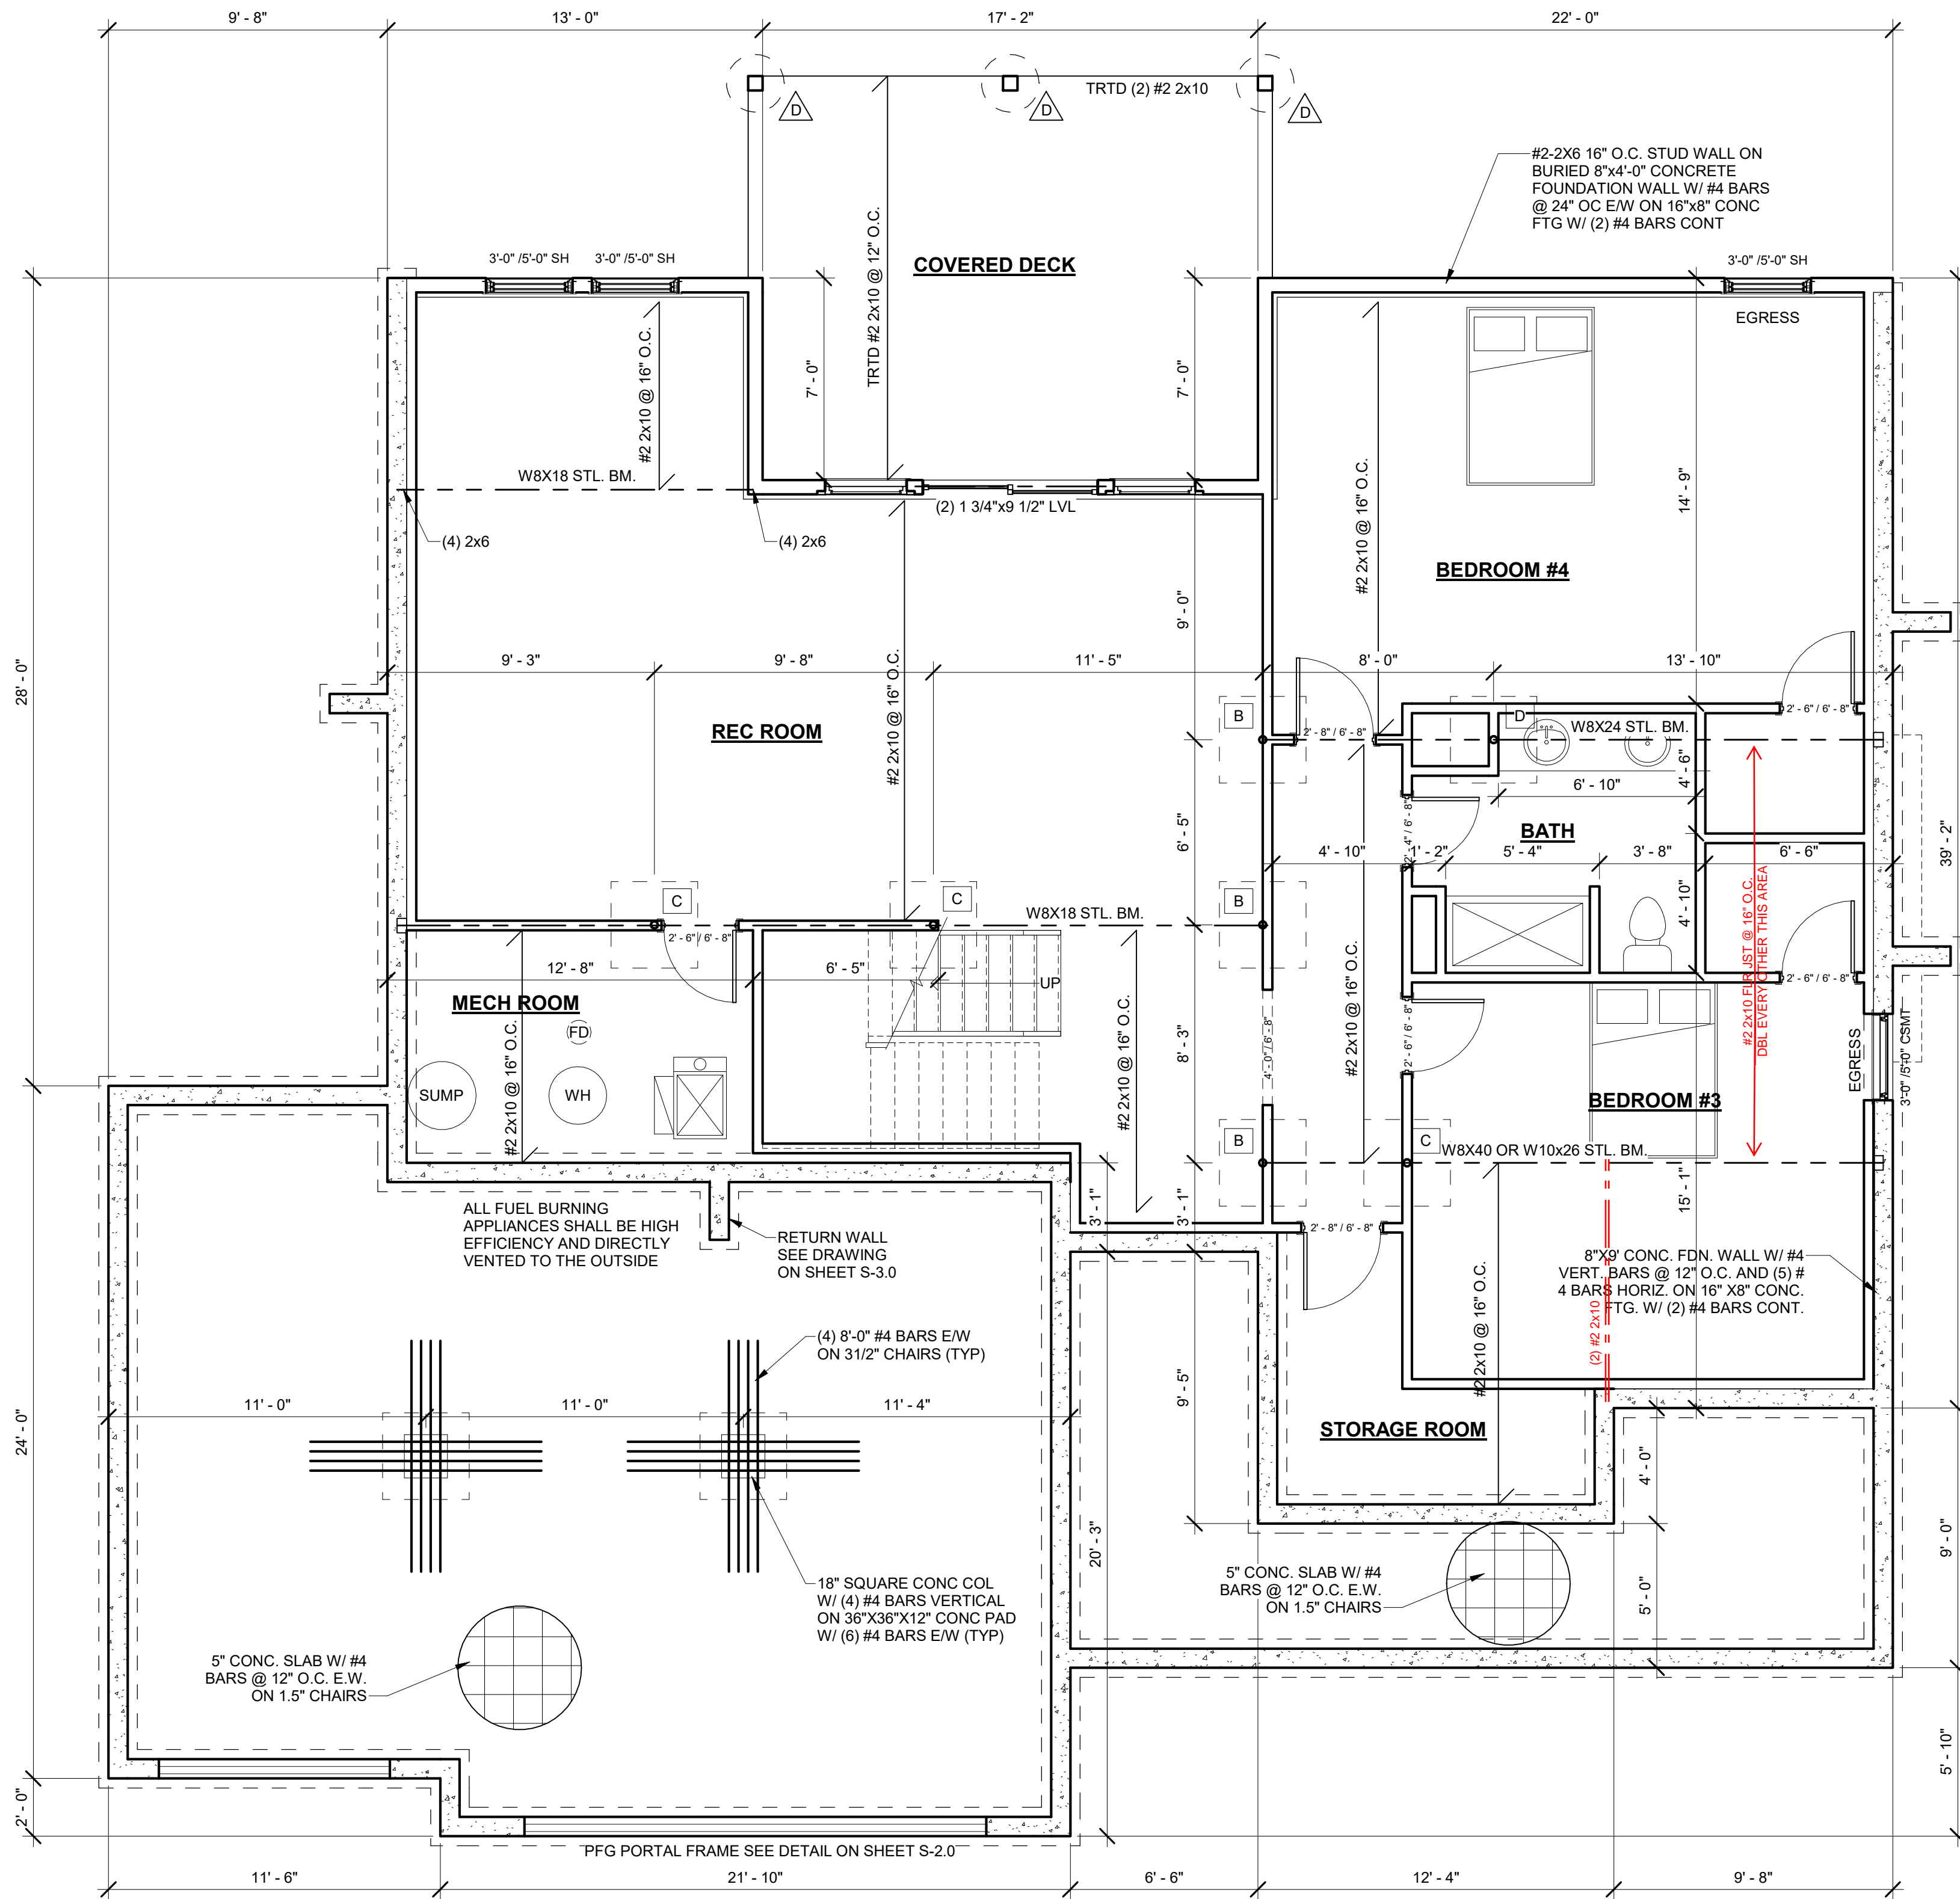 9' - 8"
13' - 0"
17' - 2"
22' - 0"
D
D
D
TRTD (2) #2 2x10
#2-2X6 16" O.C. STUD WALL ON
BURIED 8"x4'-0" CONCRETE
FOUNDATION WALL W/ #4 BARS
@ 24" OC E/W ON 16"x8" CONC
FTG W/ (2) #4 BARS CONT
3'-0" /5'-0" SH
3'-0" /5'-0" SH
3'-0" /5'-0" SH
EGRESS
COVERED DECK
TRTD #2 2x10 @ 12" O.C.
#2 2x10 @ 16" O.C.
7' - 0"
7' - 0"
W8X18 STL. BM.
(4) 2x6
(4) 2x6
(2) 1 3/4"x9 1/2" LVL
#2 2x10 @ 16" O.C.
14' - 9"
BEDROOM #4
28' - 0"
9' - 0"
9' - 3"
9' - 8"
11' - 5"
8' - 0"
13' - 10"
#2 2x10 @ 16" O.C.
REC ROOM
B
D
2' - 6" / 6' - 8"
2' - 8" / 6' - 8"
W8X24 STL. BM.
4' - 6"
6' - 10"
6' - 5"
2' - 4" / 6' - 8"
BATH
4' - 10"
1' - 2"
5' - 4"
3' - 8"
6' - 6"
39' - 2"
#2 2x10 FLR JST @ 16" O.C.
DBL EVERY OTHER THIS AREA
C
C
B
W8X18 STL. BM.
4' - 10"
2' - 6" / 6' - 8"
12' - 8"
6' - 5"
UP
2' - 6" / 6' - 8"
MECH ROOM
FD
#2 2x10 @ 16" O.C.
#2 2x10 @ 16" O.C.
8' - 3"
4' - 0" / 6' - 8"
#2 2x10 @ 16" O.C.
2' - 6" / 6' - 8"
SUMP
WH
EGRESS
3'-0" /5'-0" CSMT
BEDROOM #3
B
C
W8X40 OR W10x26 STL. BM.
3' - 1"
3' - 1"
15' - 1"
ALL FUEL BURNING
APPLIANCES SHALL BE HIGH
EFFICIENCY AND DIRECTLY
VENTED TO THE OUTSIDE
RETURN WALL
SEE DRAWING
ON SHEET S-3.0
2' - 8" / 6' - 8"
8"X9' CONC. FDN. WALL W/ #4
VERT. BARS @ 12" O.C. AND (5) #
4 BARS HORIZ. ON 16" X8" CONC.
FTG. W/ (2) #4 BARS CONT.
(2) #2 2x10
#2 2x10 @ 16" O.C.
(4) 8'-0" #4 BARS E/W
ON 31/2" CHAIRS (TYP)
9' - 5"
11' - 0"
11' - 0"
11' - 4"
24' - 0"
STORAGE ROOM
4' - 0"
20' - 3"
9' - 0"
18" SQUARE CONC COL
W/ (4) #4 BARS VERTICAL
ON 36"X36"X12" CONC PAD
W/ (6) #4 BARS E/W (TYP)
5" CONC. SLAB W/ #4
BARS @ 12" O.C. E.W.
ON 1.5" CHAIRS
5' - 0"
5" CONC. SLAB W/ #4
BARS @ 12" O.C. E.W.
ON 1.5" CHAIRS
5' - 10"
2' - 0"
PFG PORTAL FRAME SEE DETAIL ON SHEET S-2.0
11' - 6"
21' - 10"
6' - 6"
12' - 4"
9' - 8"